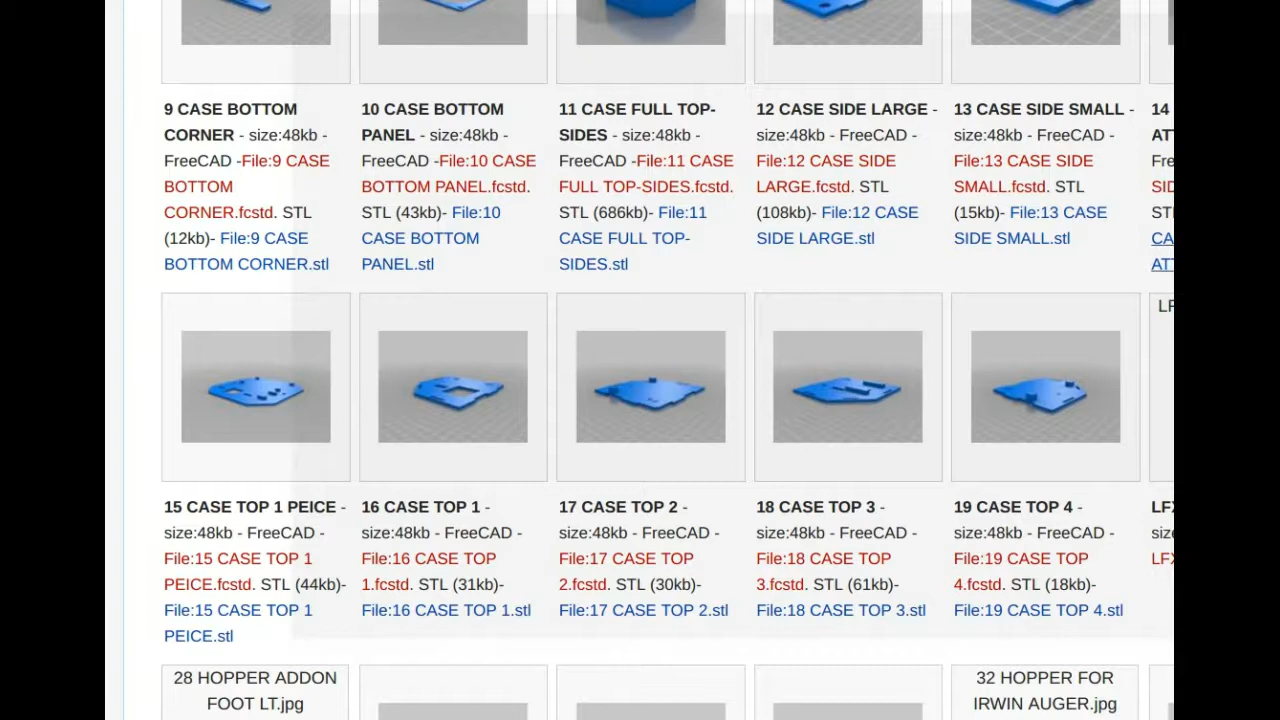 9 CASE BOTTOM
CORNER - size:48kb -
FreeCAD -File:9 CASE
BOTTOM
CORNER.fcstd. STL
(12kb)- File:9 CASE
BOTTOM CORNER.stl
10 CASE BOTTOM
PANEL - size:48kb -
FreeCAD -File:10 CASE
BOTTOM PANEL.fcstd.
STL (43kb)- File:10
CASE BOTTOM
PANEL.stl
11 CASE FULL TOP-
SIDES - size:48kb -
FreeCAD -File:11 CASE
FULL TOP-SIDES.fcstd.
STL (686kb)- File:11
CASE FULL TOP-
SIDES.stl
12 CASE SIDE LARGE -
size:48kb - FreeCAD -
File:12 CASE SIDE
LARGE.fcstd. STL
(108kb)- File:12 CASE
SIDE LARGE.stl
13 CASE SIDE SMALL -
size:48kb - FreeCAD -
File:13 CASE SIDE
SMALL.fcstd. STL
(15kb)- File:13 CASE
SIDE SMALL.stl
14
15 CASE TOP 1 PEICE -
size:48kb - FreeCAD -
File:15 CASE TOP 1
PEICE.fcstd. STL (44kb)-
File:15 CASE TOP 1
PEICE.stl
16 CASE TOP 1 -
size:48kb - FreeCAD -
File:16 CASE TOP
1.fcstd. STL (31kb)-
File:16 CASE TOP 1.stl
17 CASE TOP 2 -
size:48kb - FreeCAD -
File:17 CASE TOP
2.fcstd. STL (30kb)-
File:17 CASE TOP 2.stl
18 CASE TOP 3 -
size:48kb - FreeCAD -
File:18 CASE TOP
3.fcstd. STL (61kb)-
File:18 CASE TOP 3.stl
19 CASE TOP 4 -
size:48kb - FreeCAD -
File:19 CASE TOP
4.fcstd. STL (18kb)-
File:19 CASE TOP 4.stl
28 HOPPER ADDON
FOOT LT.jpg
32 HOPPER FOR
IRWIN AUGER.jpg